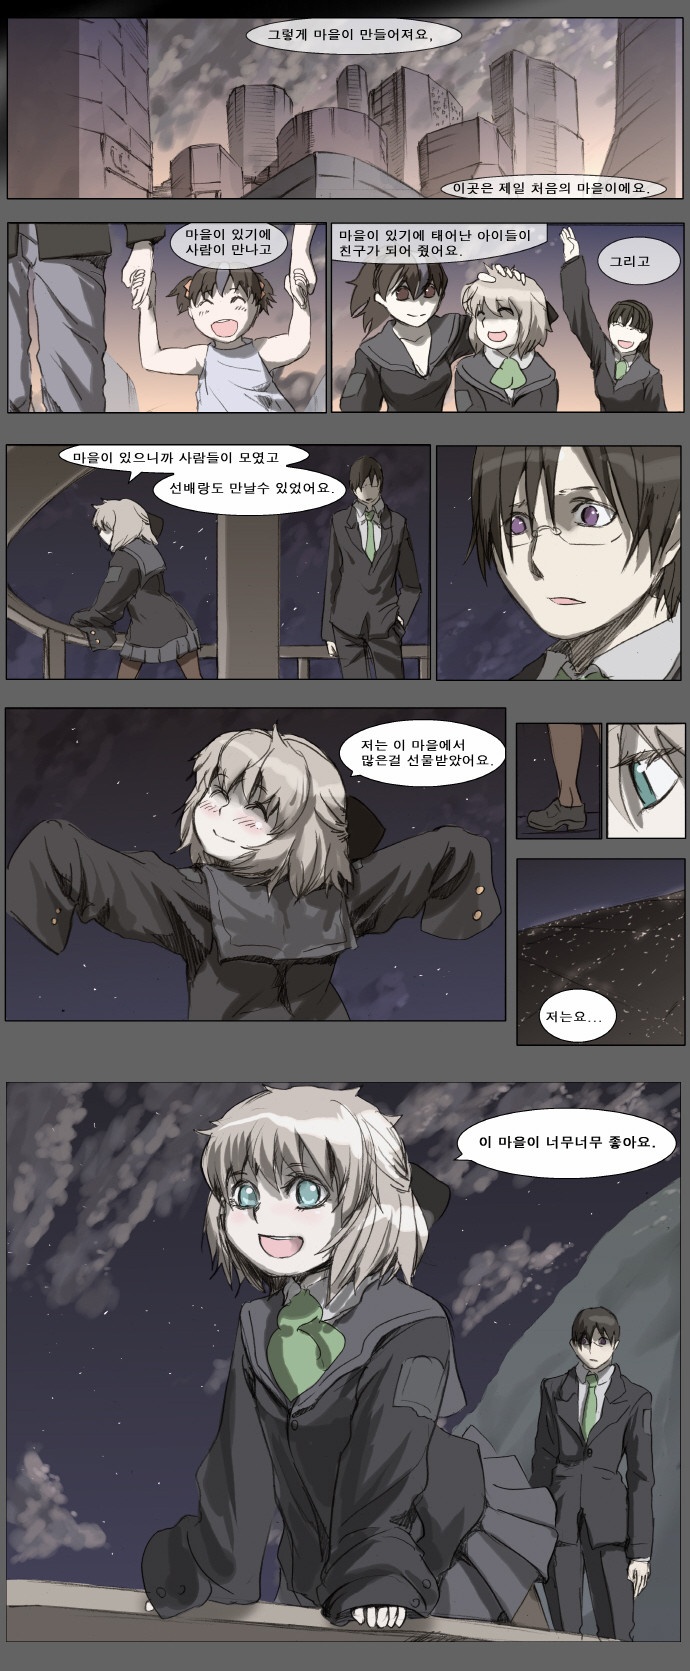 그렇게 마을이 만들어져요,
이곳은 제일 처음의 마을이에요.
마을이 있기에
사람이 만나고
마을이 있기에 태어난 아이들이
친구가 되어 줬어요.
그리고
마을이 있으니까 사람들이 모였고
선배랑도 만날수 있었어요.
저는 이 마을에서
많은걸 선물받았어요.
저는요...
이 마을이 너무너무 좋아요.